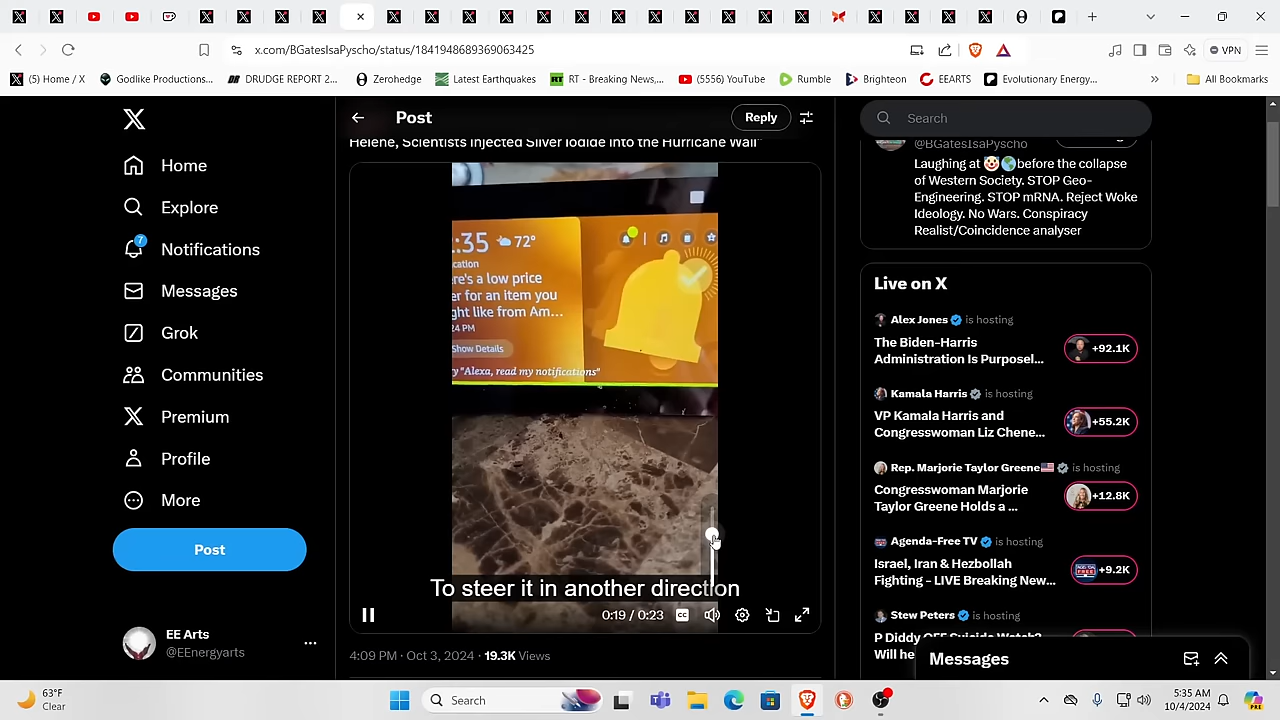 x.com/BGatesIsaPyscho/status/1841948689369063425
VPN
(5) Home / X
Godlike Productions...
DRUDGE REPORT 2...
Zerohedge
Latest Earthquakes
RT - Breaking News,...
(5556) YouTube
Rumble
Brighteon
EEARTS
Evolutionary Energy...
All Bookmarks
Home
Explore
7
Notifications
Messages
Grok
Communities
Premium
Profile
More
Post
EE Arts
@EEnergyarts
Post
Reply
Helene, Scientists injected Silver Iodide into the Hurricane Wall"
:35 72°
cation
ere's a low price
er for an item you
ght like from Am...
24 PM
Show Details
y "Alexa, read my notifications"
To steer it in another direction
0:19 / 0:23
4:09 PM · Oct 3, 2024 · 19.3K Views
Search
@BGatesIsaPyscho
Laughing at 🤡🌎before the collapse
of Western Society. STOP Geo-
Engineering. STOP mRNA. Reject Woke
Ideology. No Wars. Conspiracy
Realist/Coincidence analyser
Live on X
Alex Jones is hosting
The Biden-Harris
Administration Is Purposel...
+92.1K
Kamala Harris is hosting
VP Kamala Harris and
Congresswoman Liz Chene...
+55.2K
Rep. Marjorie Taylor Greene🇺🇸 is hosting
Congresswoman Marjorie
Taylor Greene Holds a ...
+12.8K
Agenda-Free TV is hosting
Israel, Iran & Hezbollah
Fighting - LIVE Breaking New...
+9.2K
Stew Peters is hosting
P Diddy OFF Suicide Watch?
Will he
Messages
63°F
Clear
Search
5:35 AM
10/4/2024